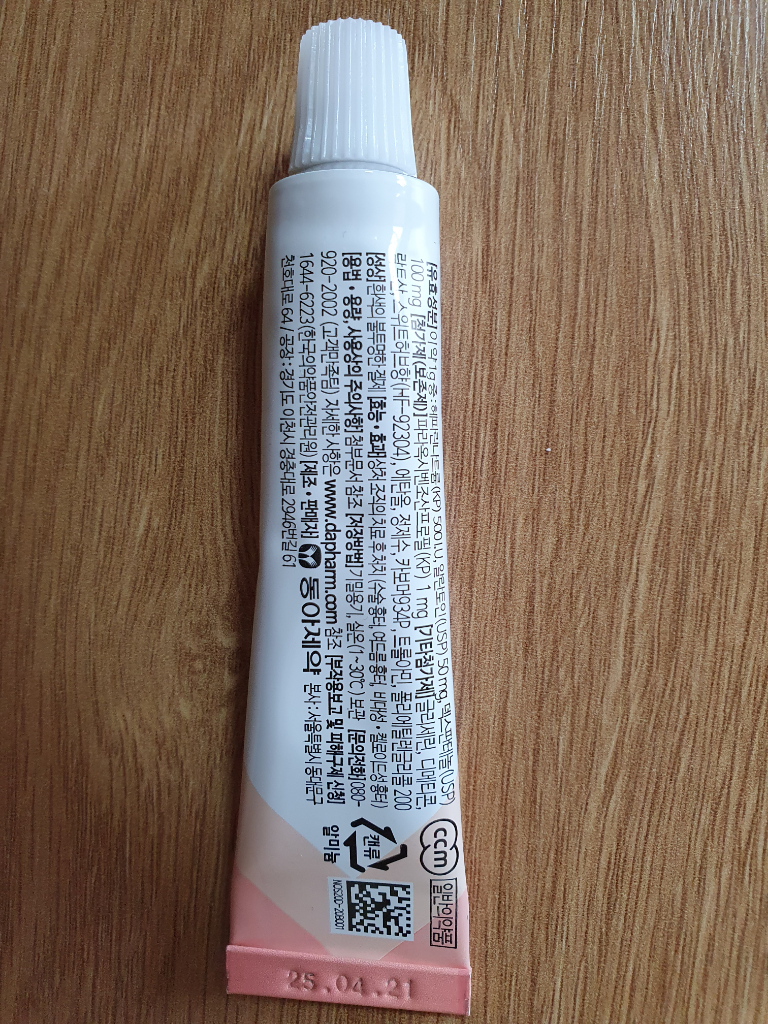 [유효성분] 이 약 1g 중 : 헤파린나트륨(KP) 500 I.U, 알란토인(USP) 50 mg, 덱스판테놀(USP)
100 mg [첨가제(보존제)] 파라옥시벤조산프로필(KP) 1 mg [기타첨가제] 글리세린, 디메티콘,
스위트허브향(HF-92304), 에탄올, 정제수, 카보머934P, 트롤아민, 폴리에틸렌글리콜 200
[성상] 흰색의 불투명한 겔제 [효능·효과] 상처 조직의 치료 후 처치 (수술흉터, 여드름흉터, 비대성·켈로이드성 흉터)
[용법·용량, 사용상의 주의사항] 첨부문서 참조 [저장방법] 기밀용기, 실온(1~30℃) 보관 [문의전화] 080-
920-2002 (고객만족팀) 자세한 사항은 www.dapharm.com 참조 [부작용보고 및 피해구제 신청]
1644-6223(한국의약품안전관리원) [제조·판매자] 동아제약 본사 : 서울특별시 동대문구
천호대로 64 / 공장 : 경기도 이천시 경충대로 2946번길 61
ccm
캔류
알미늄
일반의약품
25.04.21